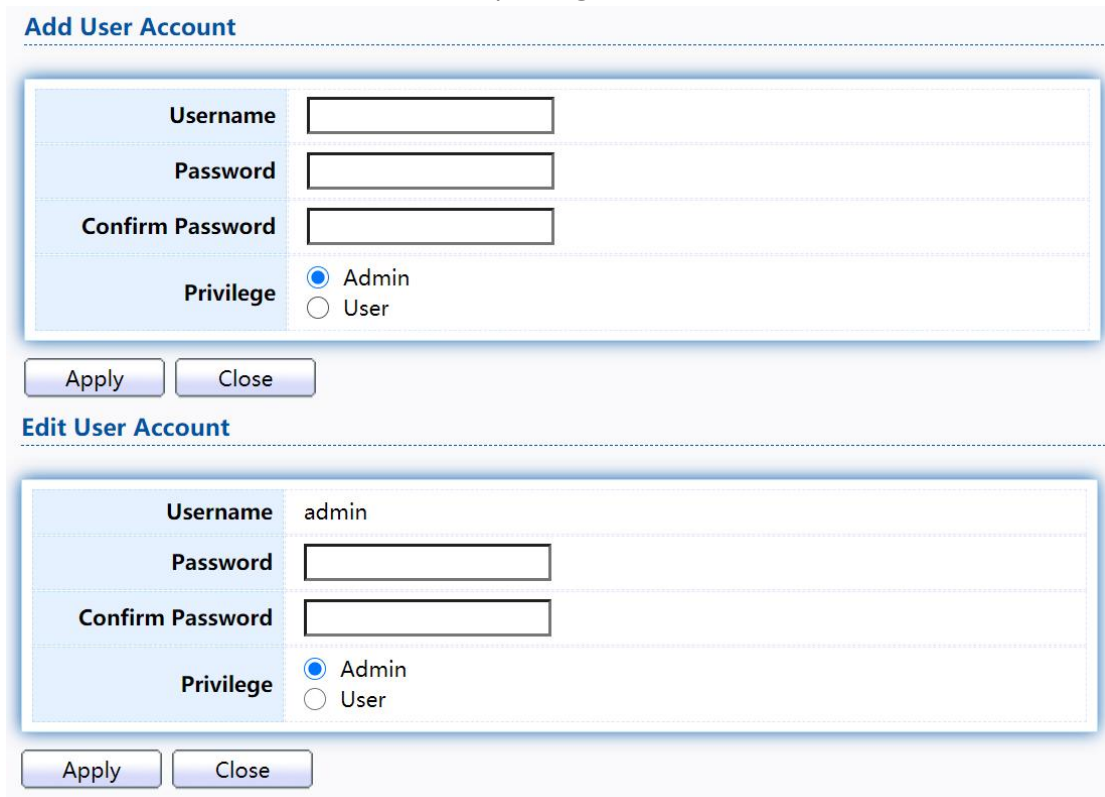 Add User Account
Username
Password
Confirm Password
Privilege
Admin
User
Apply Close
Edit User Account
Username admin
Password
Confirm Password
Privilege
Admin
User
Apply Close